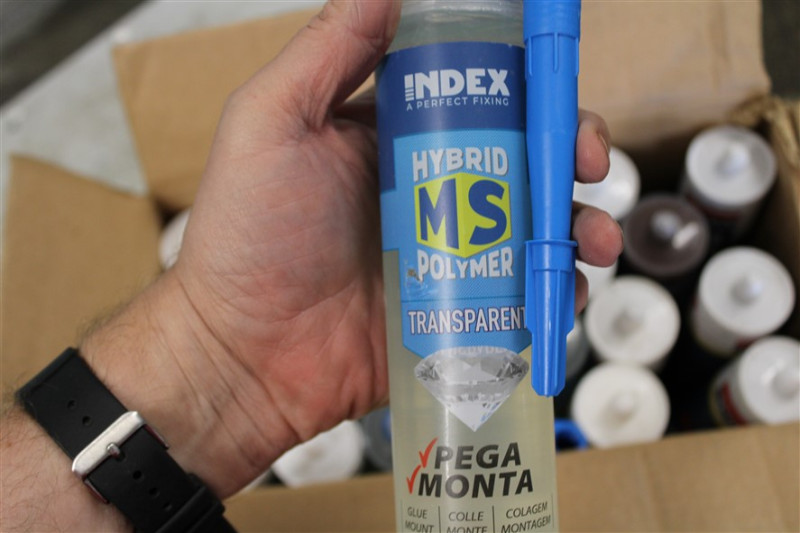 INDEX
A PERFECT FIXING
HYBRID
MS
POLYMER
TRANSPARENT
PEGA
MONTA
GLUE COLLE COLAGEM
MOUNT MONTE MONTAGEM